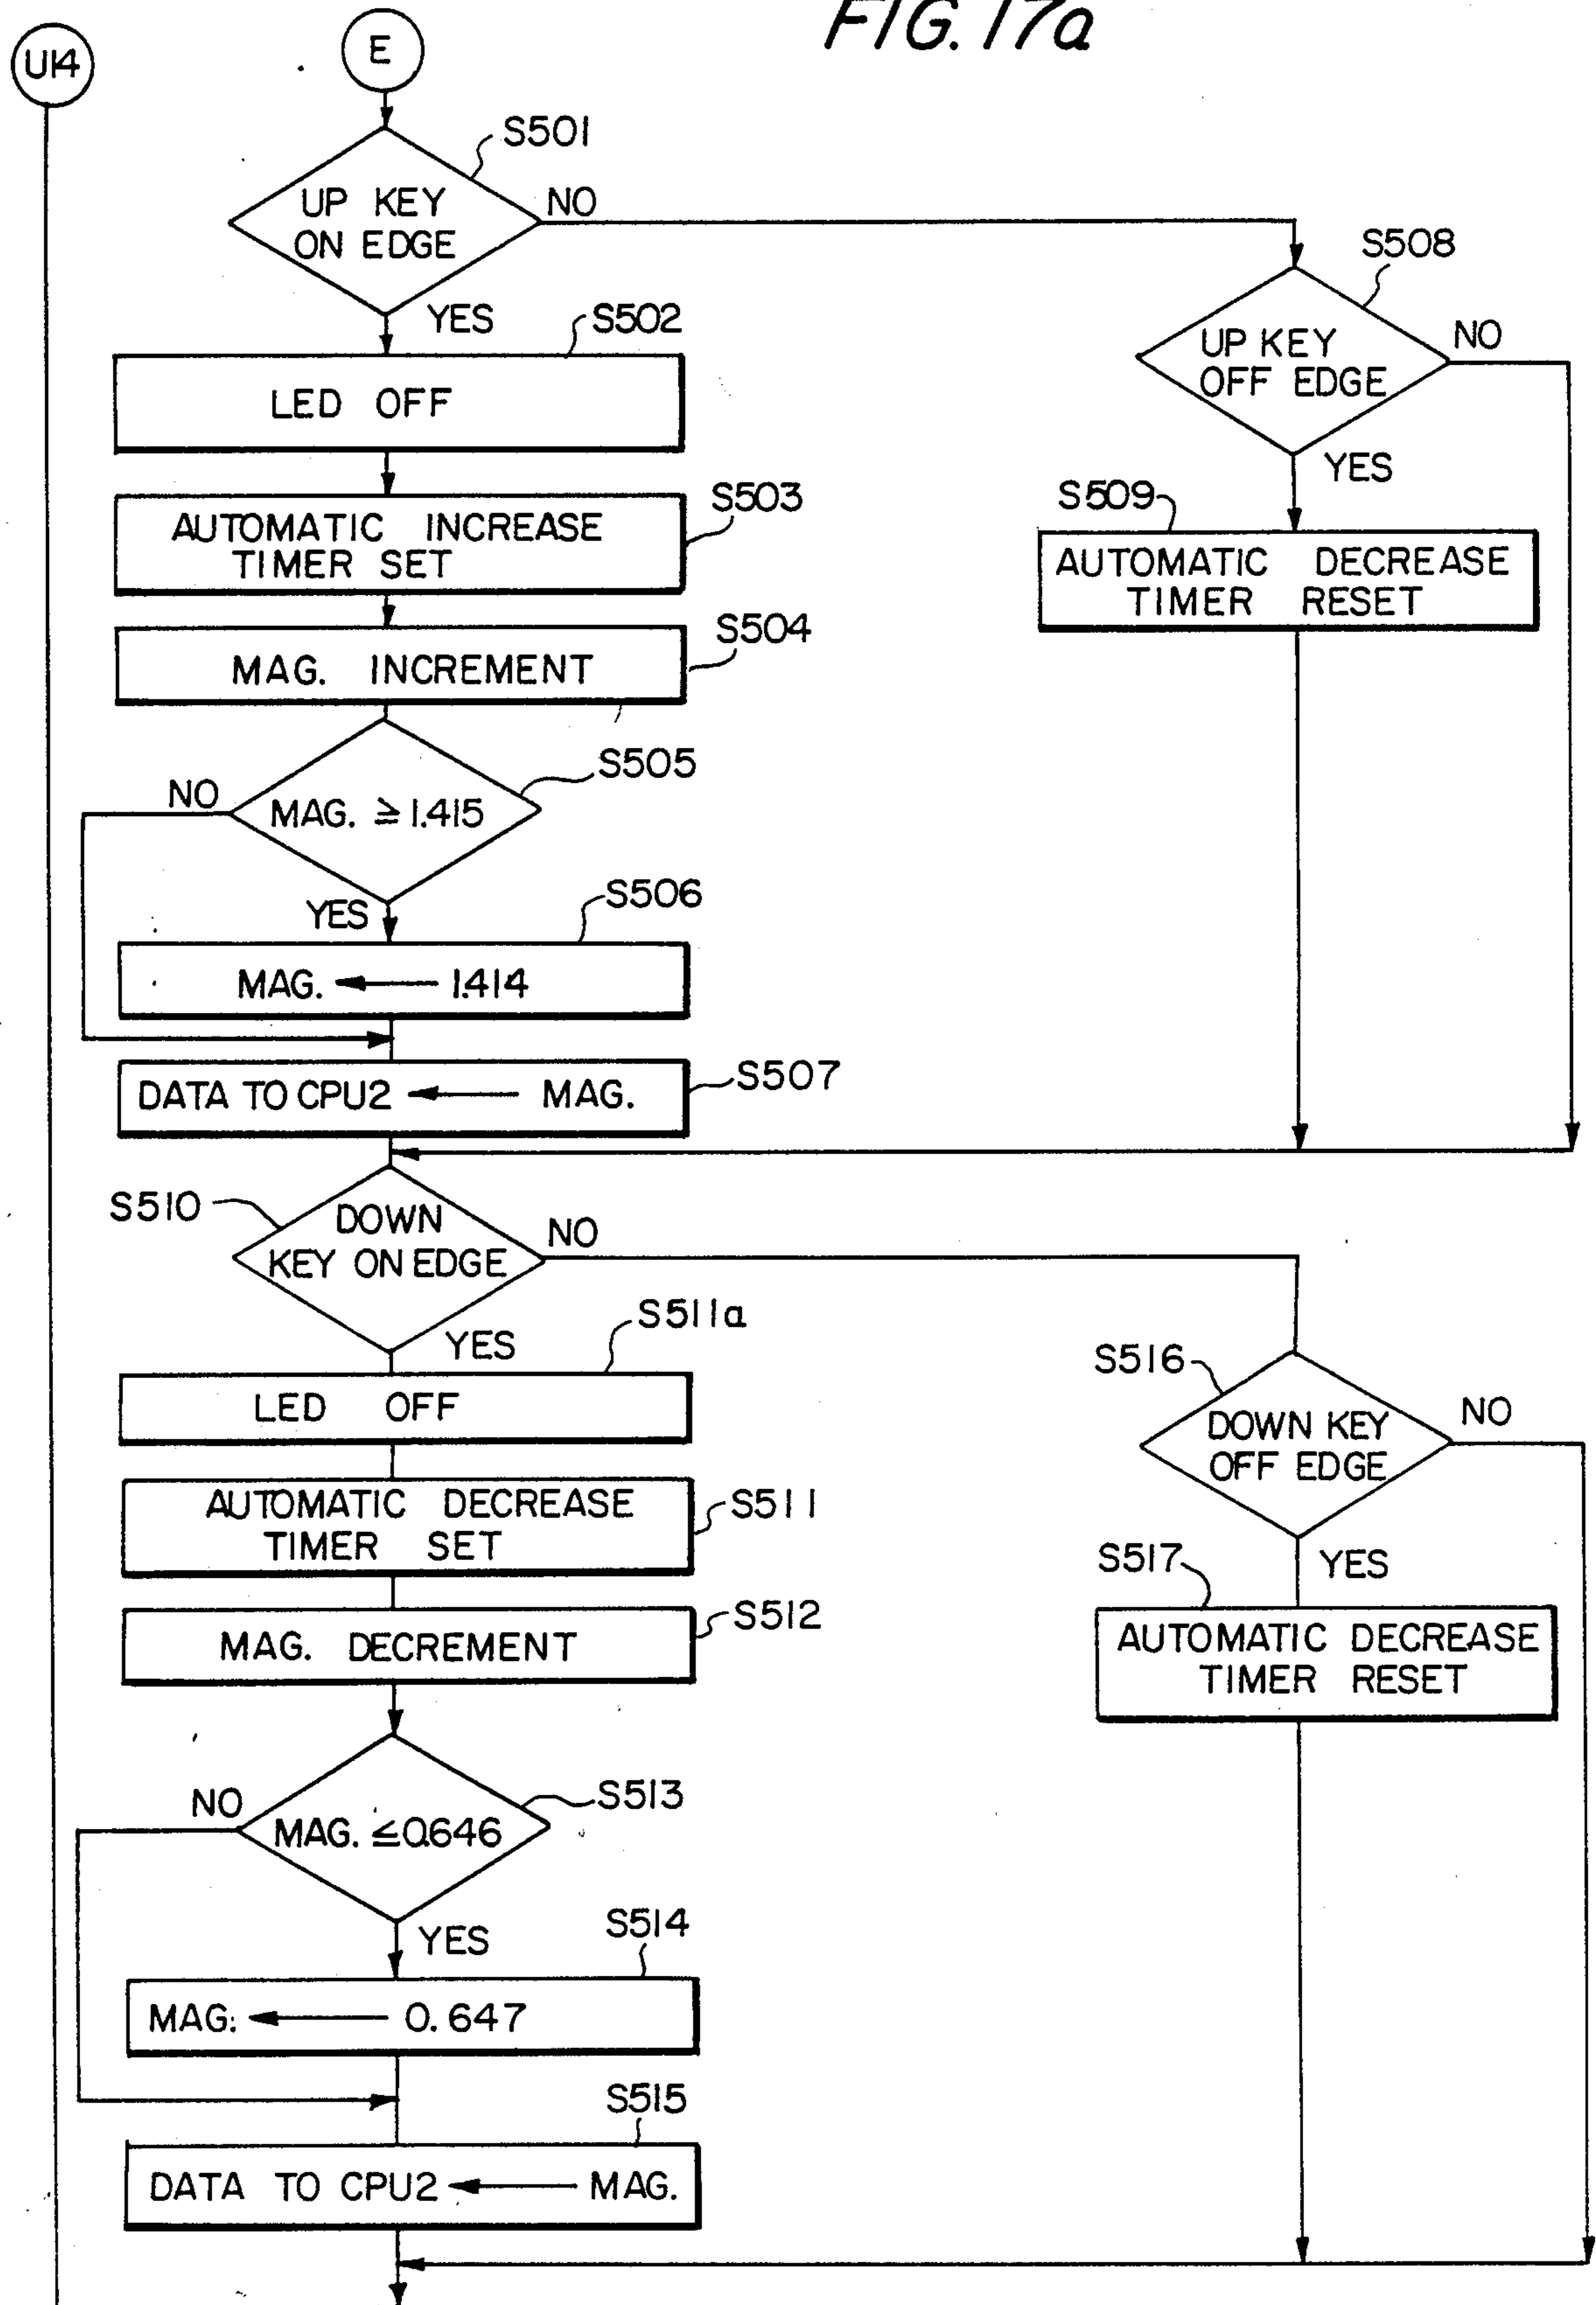 FIG. 17a
U14
E
S501
UP KEY
ON EDGE
NO
YES
S502
LED OFF
S503
AUTOMATIC INCREASE
TIMER SET
S504
MAG. INCREMENT
S505
NO
MAG. ≧ 1.415
YES
S506
MAG. ← 1.414
S507
DATA TO CPU2 ← MAG.
S508
UP KEY
OFF EDGE
NO
YES
S509
AUTOMATIC DECREASE
TIMER RESET
S510
DOWN
KEY ON EDGE
NO
YES
S511a
LED OFF
S511
AUTOMATIC DECREASE
TIMER SET
S512
MAG. DECREMENT
S513
NO
MAG. ≦ 0.646
YES
S514
MAG. ← 0.647
S515
DATA TO CPU2 ← MAG.
S516
DOWN KEY
OFF EDGE
NO
YES
S517
AUTOMATIC DECREASE
TIMER RESET